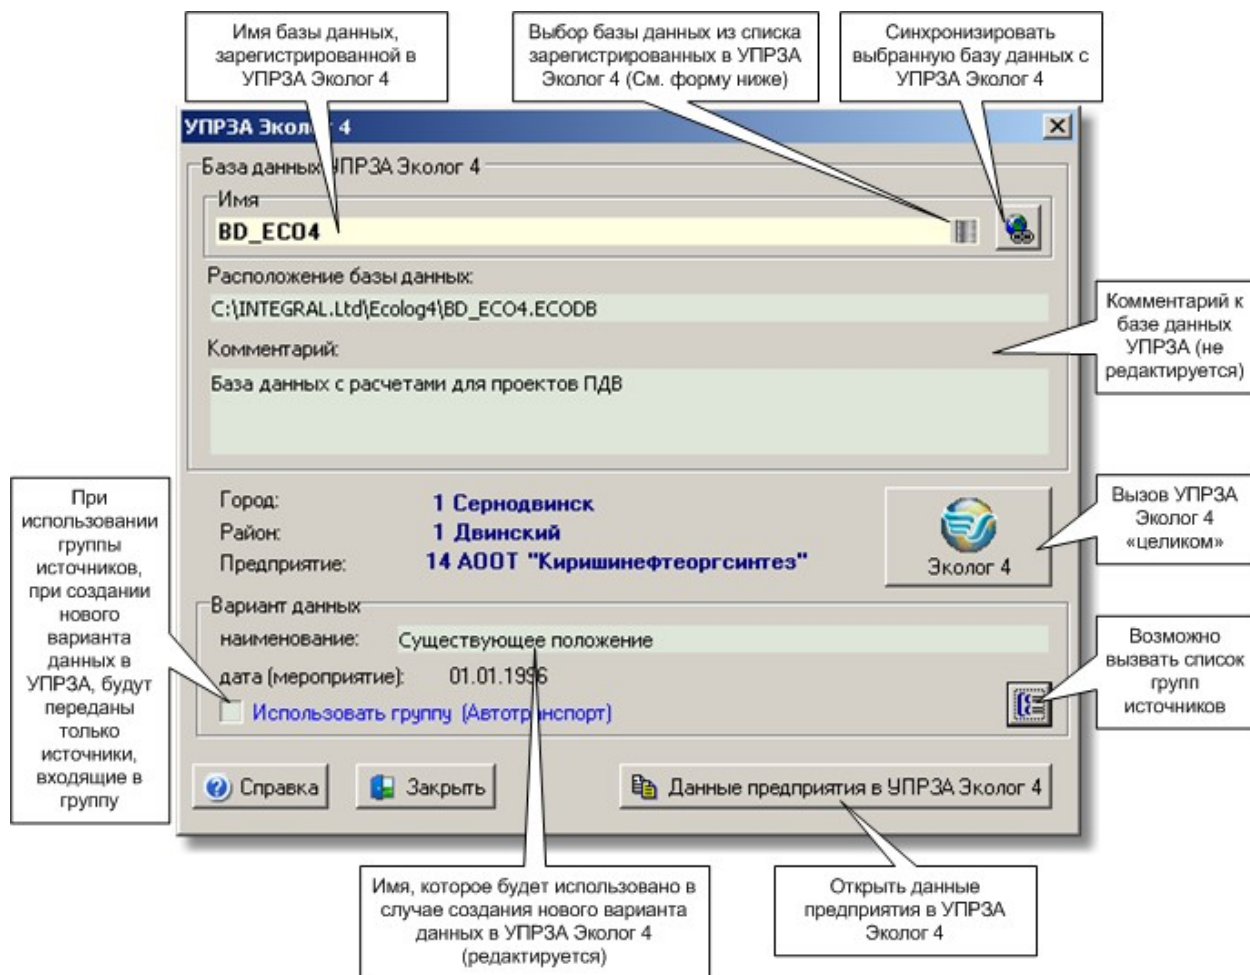 Имя базы данных,
зарегистрированной в
УПРЗА Эколог 4
Выбор базы данных из списка
зарегистрированных в УПРЗА
Эколог 4 (См. форму ниже)
Синхронизировать
выбранную базу данных с
УПРЗА Эколог 4
УПРЗА Эколог 4
База данных УПРЗА Эколог 4
Имя
BD_ECO4
Расположение базы данных:
C:\INTEGRAL.Ltd\Ecolog4\BD_ECO4.ECODB
Комментарий:
База данных с расчетами для проектов ПДВ
Комментарий к
базе данных
УПРЗА (не
редактируется)
При
использовании
группы
источников,
при создании
нового
варианта
данных в
УПРЗА, будут
переданы
только
источники,
входящие в
группу
Город: 1 Сернодвинск
Район: 1 Двинский
Предприятие: 14 АООТ "Киришинефтеоргсинтез"
Эколог 4
Вызов УПРЗА
Эколог 4
«целиком»
Вариант данных
наименование: Существующее положение
дата (мероприятие): 01.01.1996
Использовать группу (Автотранспорт)
Возможно
вызвать список
групп
источников
Справка
Закрыть
Данные предприятия в УПРЗА Эколог 4
Имя, которое будет использовано в
случае создания нового варианта
данных в УПРЗА Эколог 4
(редактируется)
Открыть данные
предприятия в УПРЗА
Эколог 4